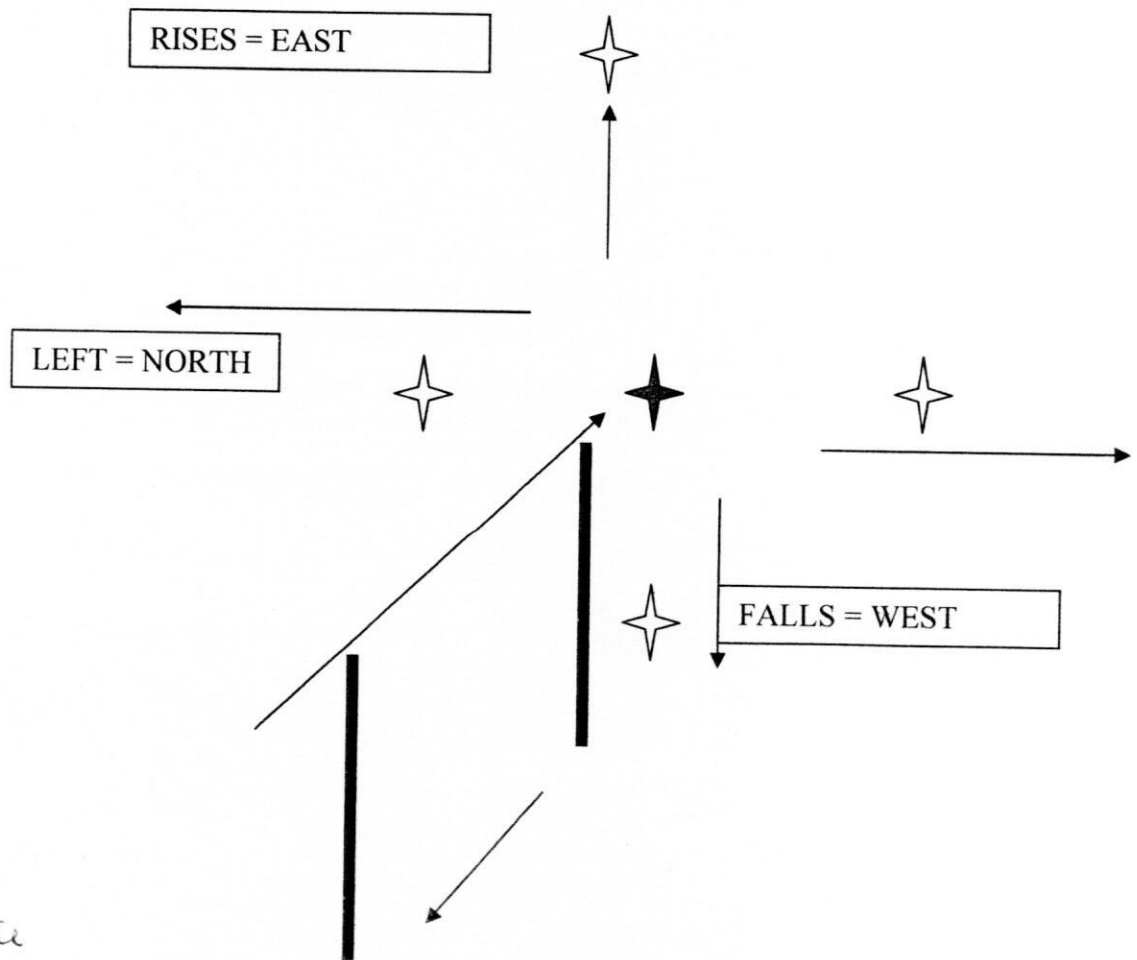 RISES = EAST
LEFT = NORTH
FALLS = WEST